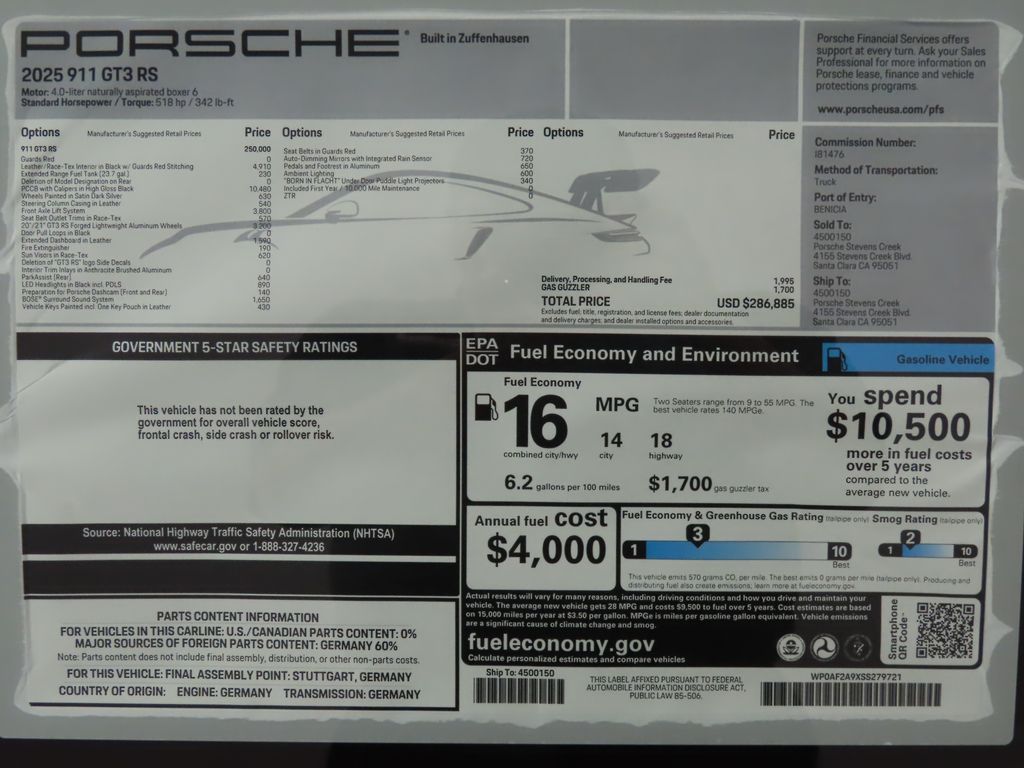 PORSCHE® Built in Zuffenhausen
2025 911 GT3 RS
Motor: 4.0-liter naturally aspirated boxer 6
Standard Horsepower / Torque: 518 hp / 342 lb-ft
Porsche Financial Services offers
support at every turn. Ask your Sales
Professional for more information on
Porsche lease, finance and vehicle
protections programs.
www.porscheusa.com/pfs
Options Manufacturer's Suggested Retail Prices Price
911 GT3 RS 250,000
Guards Red 0
Leather/Race-Tex Interior in Black w/ Guards Red Stitching 4,910
Extended Range Fuel Tank (23.7 gal.) 230
Deletion of Model Designation on Rear 0
PCCB with Calipers in High Gloss Black 10,480
Wheels Painted in Satin Dark Silver 630
Steering Column Casing in Leather 540
Front Axle Lift System 3,800
Seat Belt Outlet Trims in Race-Tex 570
20"/21" GT3 RS Forged Lightweight Aluminum Wheels 3,200
Door Pull Loops in Black 0
Extended Dashboard in Leather 1,590
Fire Extinguisher 190
Sun Visors in Race-Tex 620
Deletion of "GT3 RS" logo Side Decals 0
Interior Trim Inlays in Anthracite Brushed Aluminum 0
ParkAssist (Rear) 640
LED Headlights in Black incl. PDLS 890
Preparation for Porsche Dashcam (Front and Rear) 140
BOSE® Surround Sound System 1,650
Vehicle Keys Painted incl. One Key Pouch in Leather 430
Options Manufacturer's Suggested Retail Prices Price
Seat Belts in Guards Red 370
Auto-Dimming Mirrors with Integrated Rain Sensor 720
Pedals and Footrest in Aluminum 650
Ambient Lighting 600
"BORN IN FLACHT" Under Door Puddle Light Projectors 340
Included First Year / 10,000 Mile Maintenance 0
ZTR 0
Options Manufacturer's Suggested Retail Prices Price
Delivery, Processing, and Handling Fee 1,995
GAS GUZZLER 1,700
TOTAL PRICE USD $286,885
Excludes fuel, title, registration, and license fees; dealer documentation
and delivery charges; and dealer installed options and accessories.
Commission Number:
I81476
Method of Transportation:
Truck
Port of Entry:
BENICIA
Sold To:
4500150
Porsche Stevens Creek
4155 Stevens Creek Blvd.
Santa Clara CA 95051
Ship To:
4500150
Porsche Stevens Creek
4155 Stevens Creek Blvd.
Santa Clara CA 95051
GOVERNMENT 5-STAR SAFETY RATINGS
This vehicle has not been rated by the
government for overall vehicle score,
frontal crash, side crash or rollover risk.
Source: National Highway Traffic Safety Administration (NHTSA)
www.safecar.gov or 1-888-327-4236
PARTS CONTENT INFORMATION
FOR VEHICLES IN THIS CARLINE: U.S./CANADIAN PARTS CONTENT: 0%
MAJOR SOURCES OF FOREIGN PARTS CONTENT: GERMANY 60%
Note: Parts content does not include final assembly, distribution, or other non-parts costs.
FOR THIS VEHICLE: FINAL ASSEMBLY POINT: STUTTGART, GERMANY
COUNTRY OF ORIGIN: ENGINE: GERMANY TRANSMISSION: GERMANY
EPA
DOT
Fuel Economy and Environment
Gasoline Vehicle
Fuel Economy
16 MPG
combined city/hwy
14
city
18
highway
Two Seaters range from 9 to 55 MPG. The
best vehicle rates 140 MPGe.
6.2 gallons per 100 miles
$1,700 gas guzzler tax
You spend
$10,500
more in fuel costs
over 5 years
compared to the
average new vehicle.
Annual fuel cost
$4,000
Fuel Economy & Greenhouse Gas Rating (tailpipe only)
1 3 10
Best
Smog Rating (tailpipe only)
1 2 10
Best
This vehicle emits 570 grams CO₂ per mile. The best emits 0 grams per mile (tailpipe only). Producing and
distributing fuel also create emissions; learn more at fueleconomy.gov.
Actual results will vary for many reasons, including driving conditions and how you drive and maintain your
vehicle. The average new vehicle gets 28 MPG and costs $9,500 to fuel over 5 years. Cost estimates are based
on 15,000 miles per year at $3.50 per gallon. MPGe is miles per gasoline gallon equivalent. Vehicle emissions
are a significant cause of climate change and smog.
fueleconomy.gov
Calculate personalized estimates and compare vehicles
Smartphone
QR Code™
Ship To: 4500150
THIS LABEL AFFIXED PURSUANT TO FEDERAL
AUTOMOBILE INFORMATION DISCLOSURE ACT,
PUBLIC LAW 85-506.
WP0AF2A9XSS279721